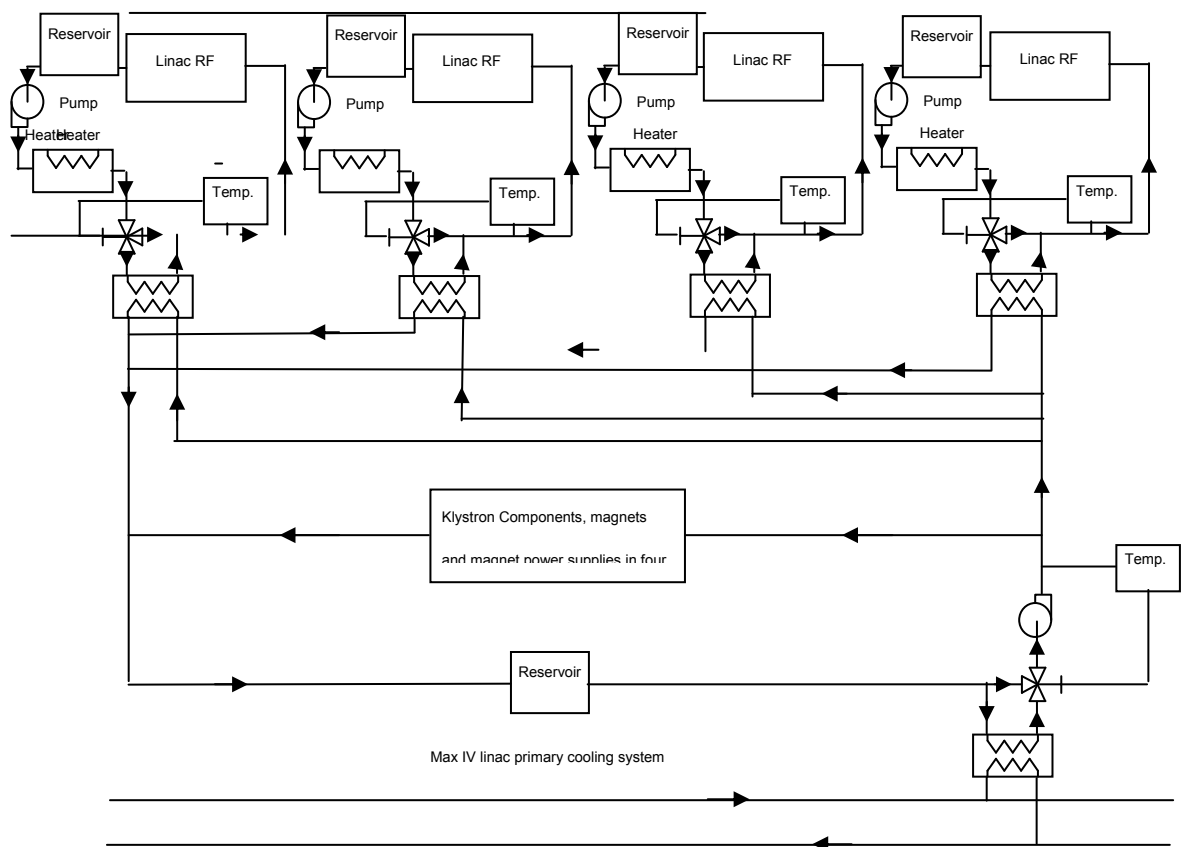 Reservoir
Linac RF
Reservoir
Linac RF
Reservoir
Linac RF
Reservoir
Linac RF
Pump
Pump
Pump
Pump
Heater
Heater
Heater
Heater
Temp.
Temp.
Temp.
Temp.
Klystron Components, magnets
and magnet power supplies in four
Temp.
Reservoir
Max IV linac primary cooling system